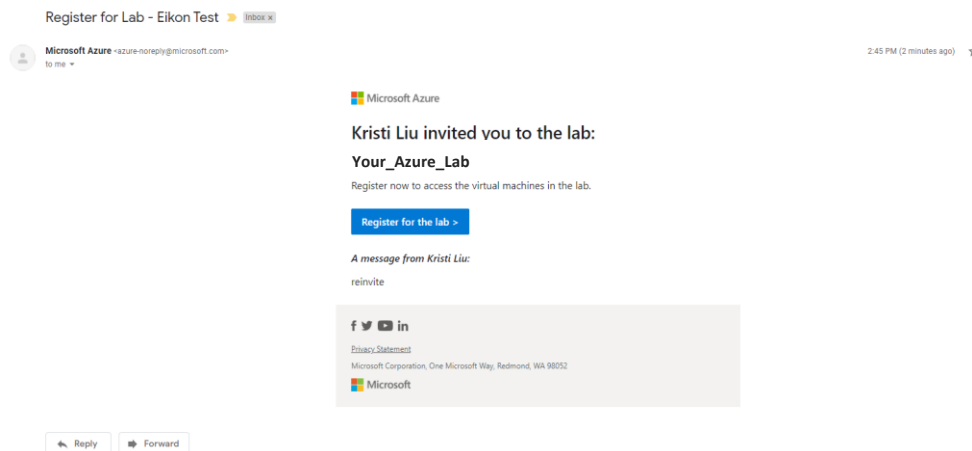 Register for Lab - Eikon Test Inbox x
Microsoft Azure <azure-noreply@microsoft.com> 2:45 PM (2 minutes ago)
to me
Microsoft Azure
Kristi Liu invited you to the lab:
Your_Azure_Lab
Register now to access the virtual machines in the lab.
Register for the lab >
A message from Kristi Liu:
reinvite
Privacy Statement
Microsoft Corporation, One Microsoft Way, Redmond, WA 98052
Microsoft
Reply Forward